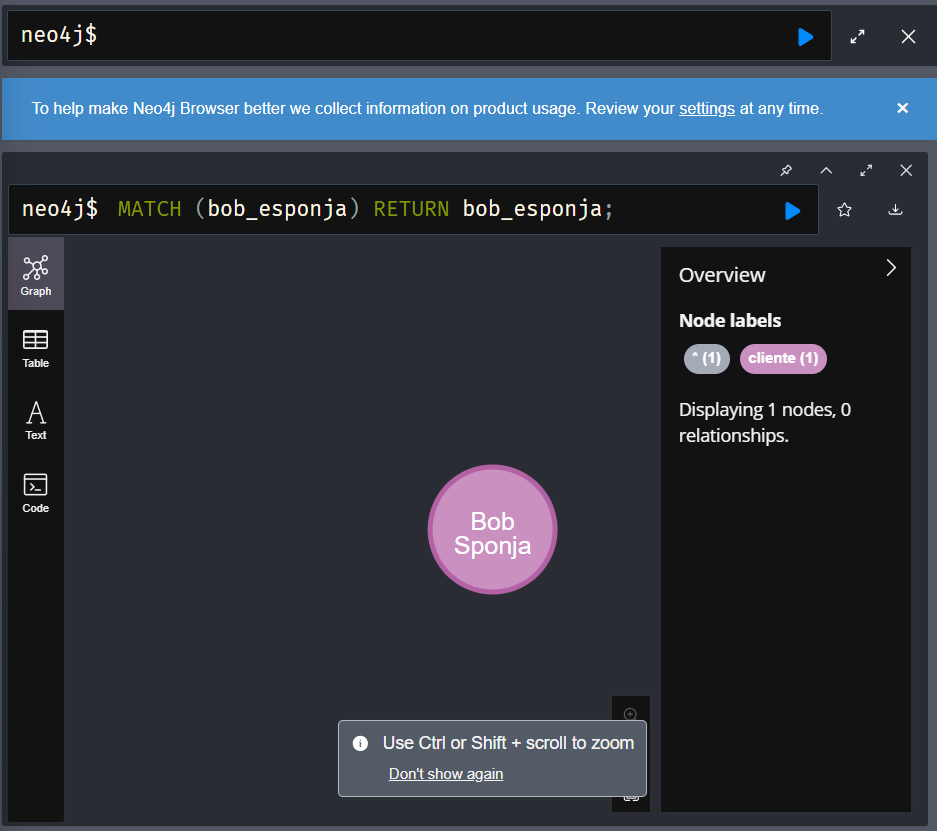 neo4j$
To help make Neo4j Browser better we collect information on product usage. Review your settings at any time.
neo4j$ MATCH (bob_esponja) RETURN bob_esponja;
Graph
Table
Text
Code
Overview
Node labels
* (1) cliente (1)
Displaying 1 nodes, 0
relationships.
Bob
Sponja
Use Ctrl or Shift + scroll to zoom
Don't show again